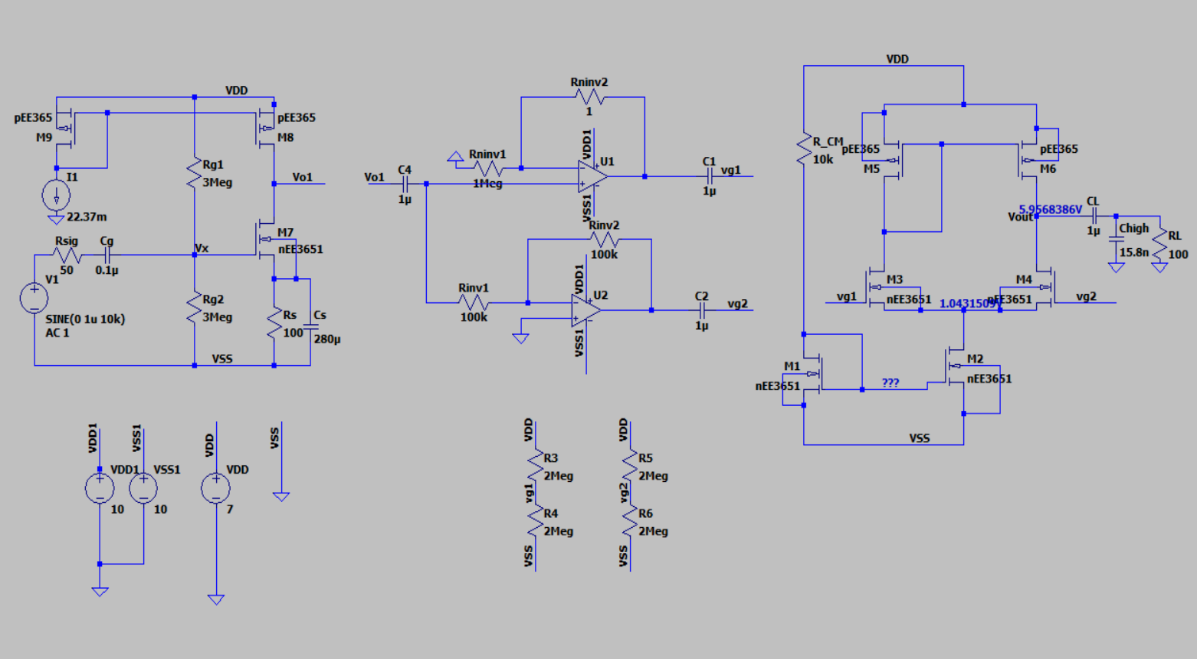 VDD
pEE365
M9
pEE365
M8
Rg1
3Meg
I1
22.37m
Vo1
M7
nEE3651
Rsig
50
Cg
0.1µ
Vx
V1
SINE(0 1u 10k)
AC 1
Rg2
3Meg
Rs
100
Cs
280µ
VSS
Rninv2
1
VDD1
U1
Rninv1
1Meg
Vo1
C4
1µ
C1
vg1
1µ
VSS1
Rinv2
100k
VDD1
U2
Rinv1
100k
C2
vg2
1µ
VSS1
VDD
R_CM
10k
pEE365
M5
pEE365
M6
5.9568386V
Vout
CL
1µ
Chigh
15.8n
RL
100
M3
nEE3651
vg1
M4
nEE3651
vg2
1.0431509V
M1
nEE3651
???
M2
nEE3651
VSS
VDD1
VSS1
VDD
VSS
VDD1
10
VSS1
10
VDD
7
VDD
R3
2Meg
vg1
R4
2Meg
VSS
VDD
R5
2Meg
vg2
R6
2Meg
VSS